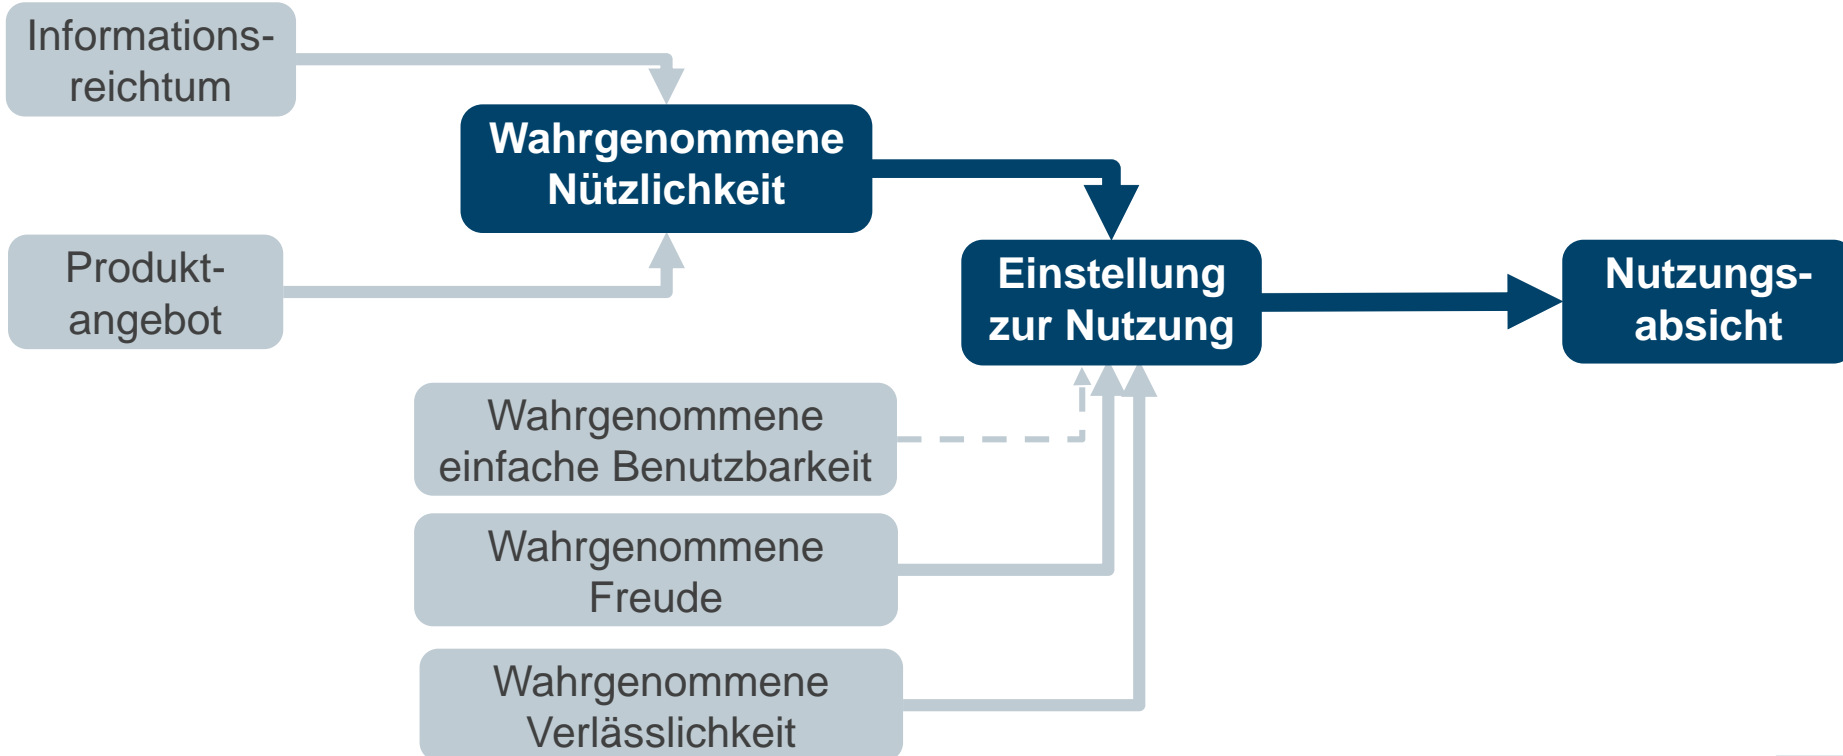 Informations-
reichtum
Wahrgenommene
Nützlichkeit
Produkt-
angebot
Einstellung
zur Nutzung
Nutzungs-
absicht
Wahrgenommene
einfache Benutzbarkeit
Wahrgenommene
Freude
Wahrgenommene
Verlässlichkeit